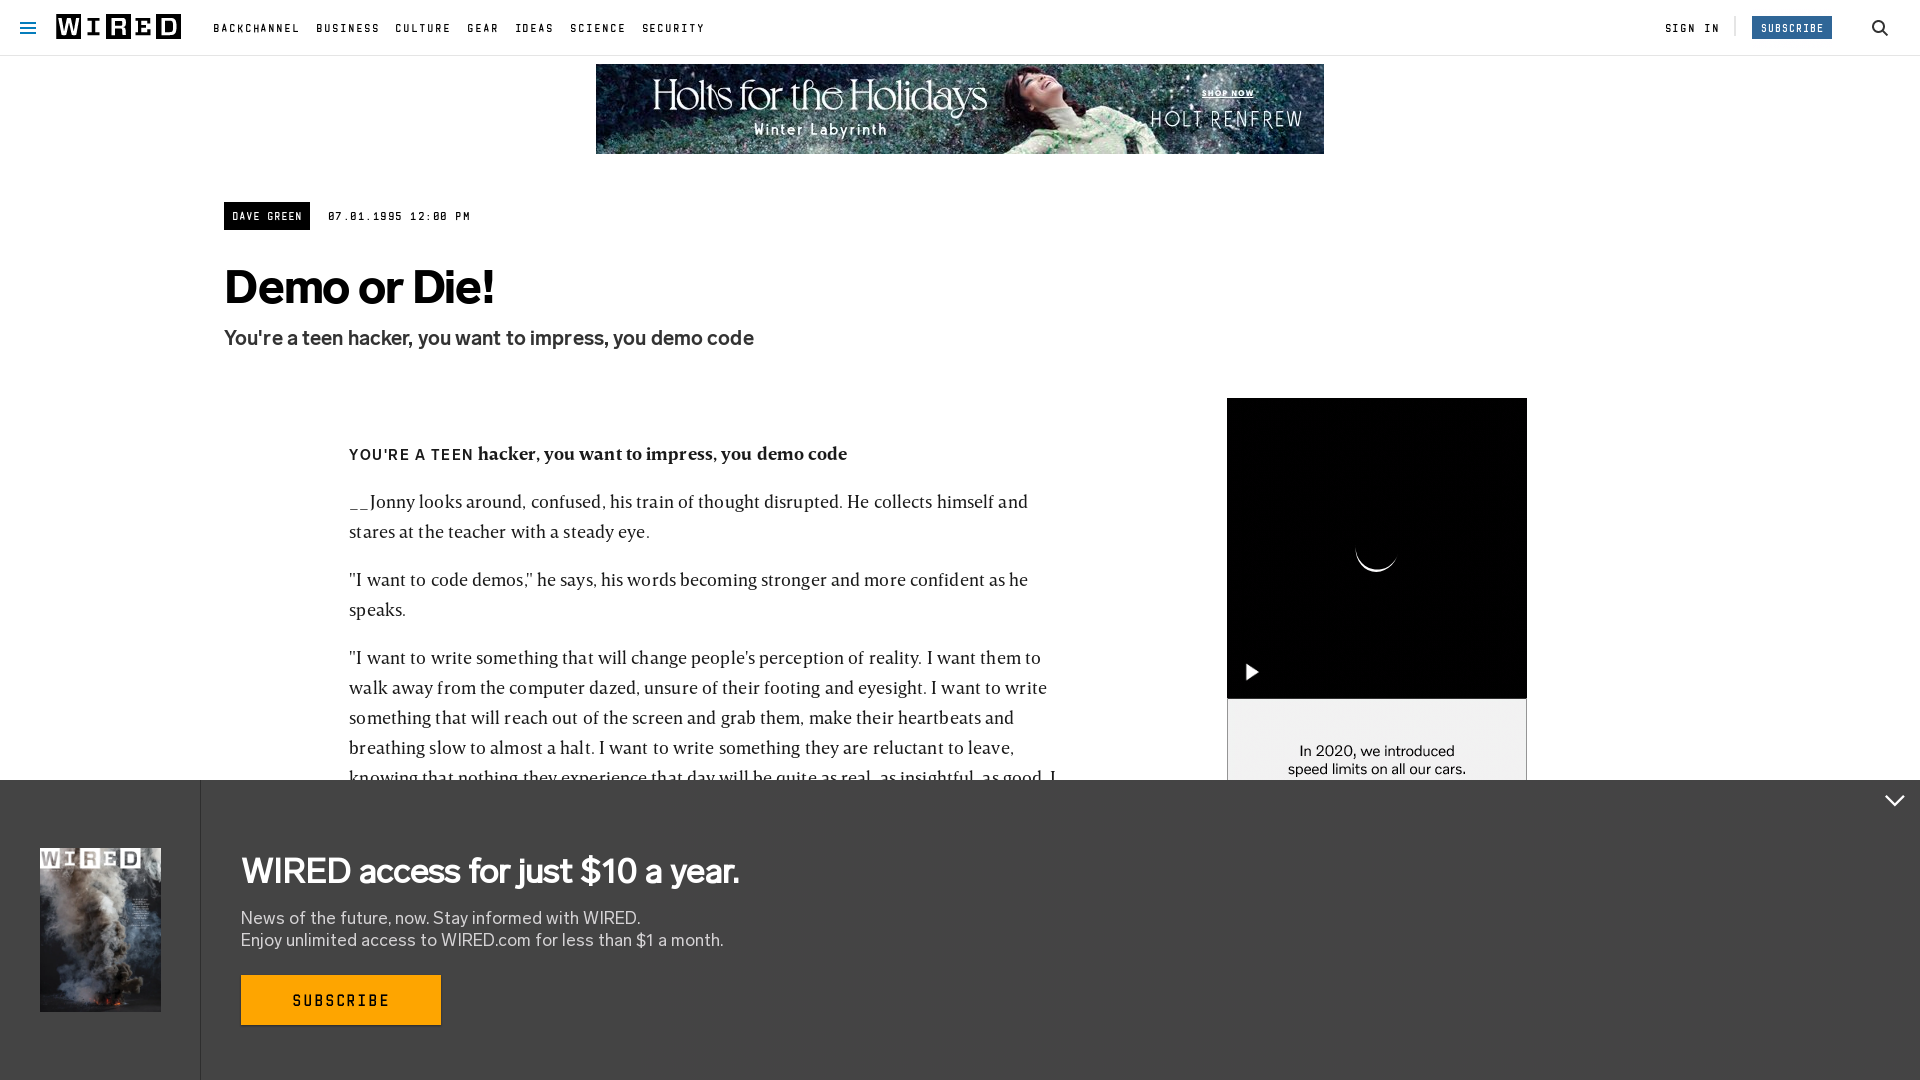 WIRED
BACKCHANNEL BUSINESS CULTURE GEAR IDEAS SCIENCE SECURITY
SIGN IN
SUBSCRIBE
Holts for the Holidays
Winter Labyrinth
SHOP NOW
HOLT RENFREW
DAVE GREEN
07.01.1995 12:00 PM
Demo or Die!
You're a teen hacker, you want to impress, you demo code
YOU'RE A TEEN hacker, you want to impress, you demo code
__Jonny looks around, confused, his train of thought disrupted. He collects himself and
stares at the teacher with a steady eye.
"I want to code demos," he says, his words becoming stronger and more confident as he
speaks.
"I want to write something that will change people's perception of reality. I want them to
walk away from the computer dazed, unsure of their footing and eyesight. I want to write
something that will reach out of the screen and grab them, make their heartbeats and
breathing slow to almost a halt. I want to write something they are reluctant to leave,
knowing that nothing they experience that day will be quite as real, as insightful, as good. I
In 2020, we introduced
speed limits on all our cars.
WIRED
WIRED access for just $10 a year.
News of the future, now. Stay informed with WIRED.
Enjoy unlimited access to WIRED.com for less than $1 a month.
SUBSCRIBE